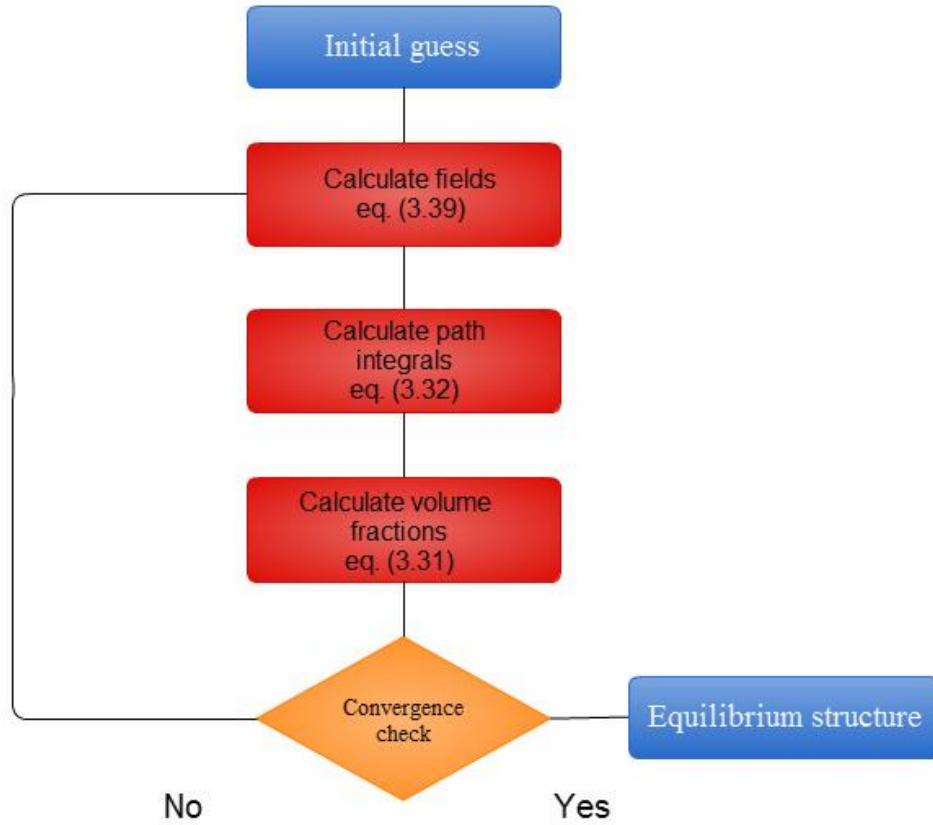 Initial guess
Calculate fields
eq. (3.39)
Calculate path
integrals
eq. (3.32)
Calculate volume
fractions
eq. (3.31)
Convergence
check
Equilibrium structure
No
Yes